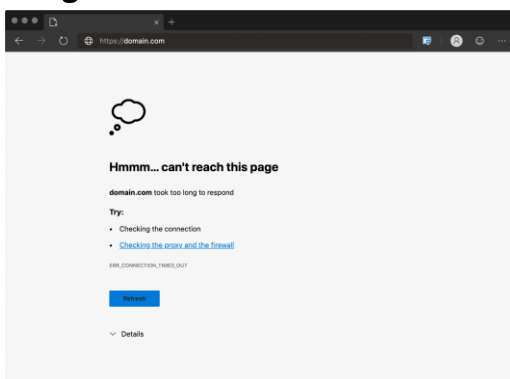 https://domain.com
Hmmm... can't reach this page
domain.com took too long to respond
Try:
• Checking the connection
• Checking the proxy and the firewall
ERR_CONNECTION_TIMED_OUT
Refresh
Details